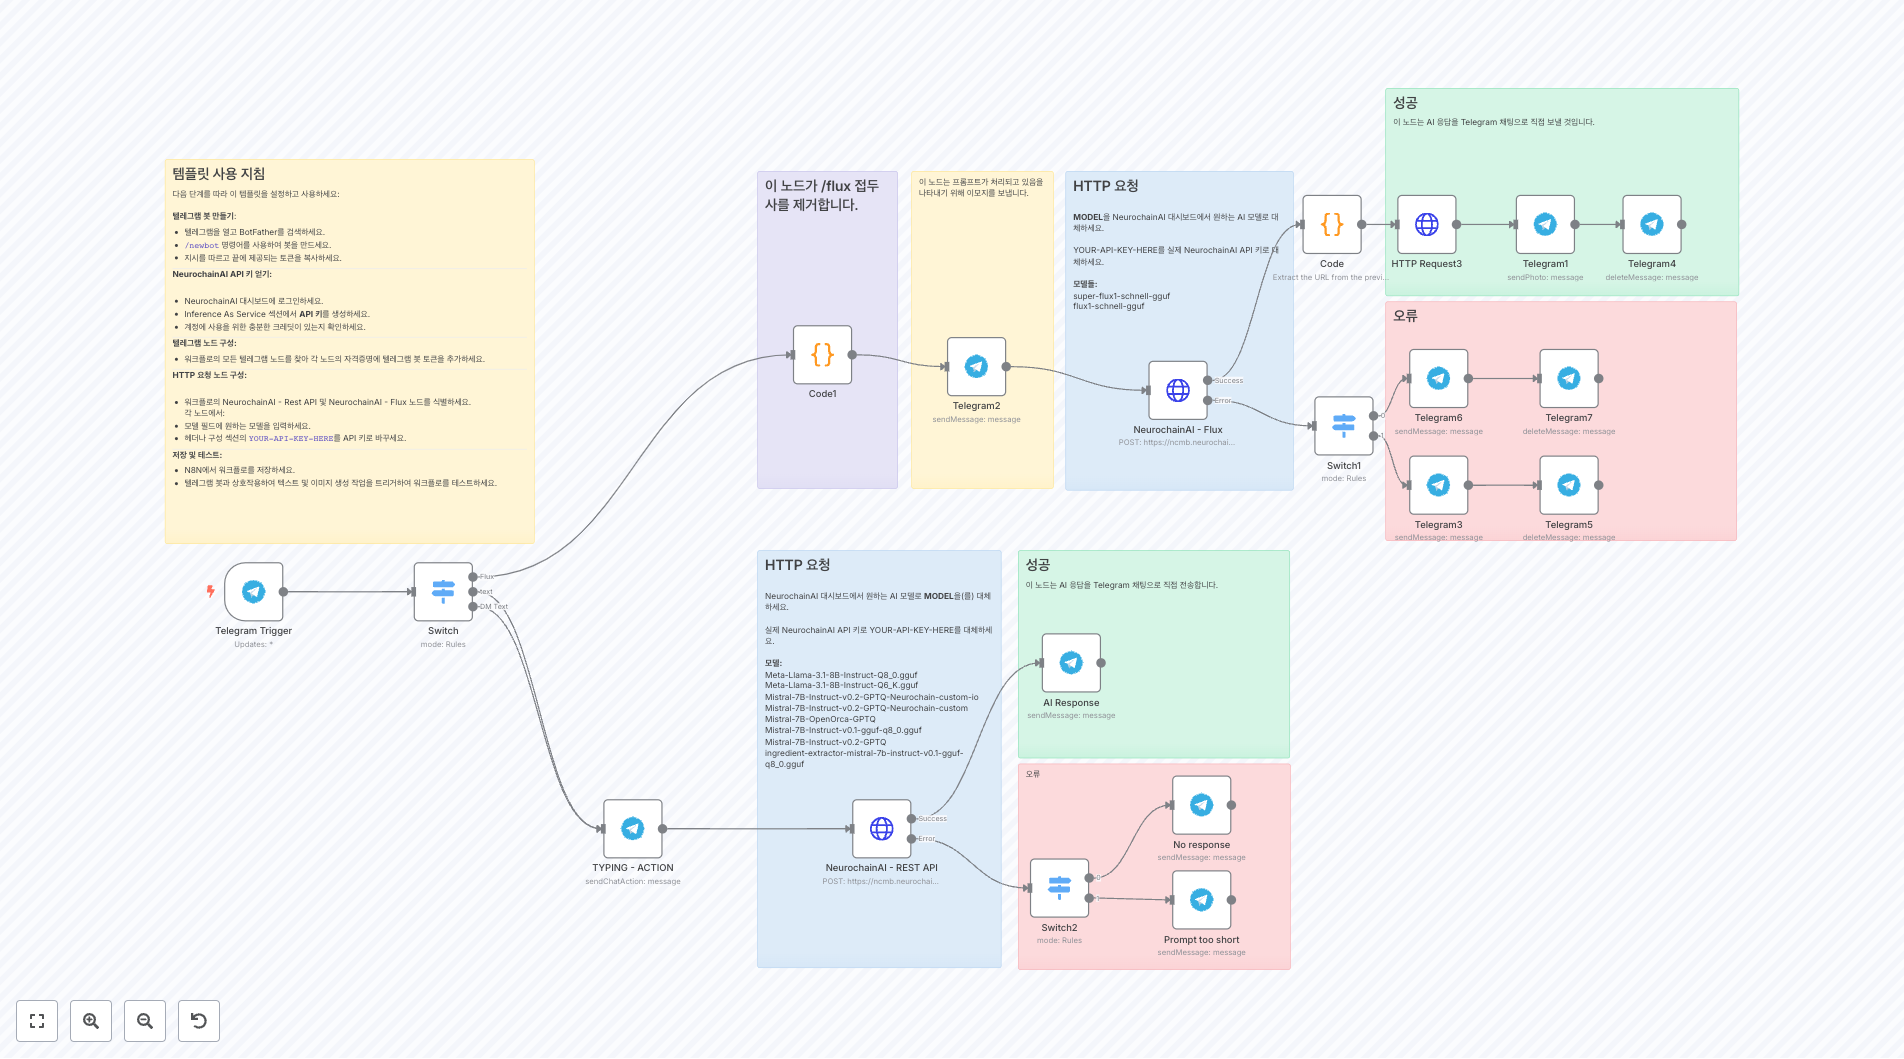 템플릿 사용 지침
다음 단계를 따라 이 템플릿을 설정하고 사용하세요:
텔레그램 봇 만들기:
텔레그램을 열고 BotFather를 검색하세요.
/newbot 명령어를 사용하여 봇을 만드세요.
지시를 따르고 끝에 제공되는 토큰을 복사하세요.
NeurochainAI API 키 얻기:
NeurochainAI 대시보드에 로그인하세요.
Inference As Service 섹션에서 API 키를 생성하세요.
계정에 사용을 위한 충분한 크레딧이 있는지 확인하세요.
텔레그램 노드 구성:
워크플로의 모든 텔레그램 노드를 찾아 각 노드의 자격증명에 텔레그램 봇 토큰을 추가하세요.
HTTP 요청 노드 구성:
워크플로의 NeurochainAI - Rest API 및 NeurochainAI - Flux 노드를 식별하세요.
각 노드에서:
모델 필드에 원하는 모델을 입력하세요.
헤더나 구성 섹션의 YOUR-API-KEY-HERE를 API 키로 바꾸세요.
저장 및 테스트:
N8N에서 워크플로를 저장하세요.
텔레그램 봇과 상호작용하여 텍스트 및 이미지 생성 작업을 트리거하여 워크플로를 테스트하세요.
Telegram Trigger
Updates: *
Flux
text
DM Text
Switch
mode: Rules
이 노드가 /flux 접두
사를 제거합니다.
Code1
이 노드는 프롬프트가 처리되고 있음을
나타내기 위해 이모지를 보냅니다.
Telegram2
sendMessage: message
HTTP 요청
MODEL을 NeurochainAI 대시보드에서 원하는 AI 모델로 대
체하세요.
YOUR-API-KEY-HERE를 실제 NeurochainAI API 키로 대
체하세요.
모델들:
super-flux1-schnell-gguf
flux1-schnell-gguf
Success
Error
NeurochainAI - Flux
POST: https://ncmb.neurochai...
Code
Extract the URL from the previ...
성공
이 노드는 AI 응답을 Telegram 채팅으로 직접 보낼 것입니다.
HTTP Request3
Telegram1
sendPhoto: message
Telegram4
deleteMessage: message
0
1
Switch1
mode: Rules
오류
Telegram6
sendMessage: message
Telegram7
deleteMessage: message
Telegram3
sendMessage: message
Telegram5
deleteMessage: message
TYPING - ACTION
sendChatAction: message
HTTP 요청
NeurochainAI 대시보드에서 원하는 AI 모델로 MODEL을(를) 대체
하세요.
실제 NeurochainAI API 키로 YOUR-API-KEY-HERE를 대체하세
요.
모델:
Meta-Llama-3.1-8B-Instruct-Q8_0.gguf
Meta-Llama-3.1-8B-Instruct-Q6_K.gguf
Mistral-7B-Instruct-v0.2-GPTQ-Neurochain-custom-io
Mistral-7B-Instruct-v0.2-GPTQ-Neurochain-custom
Mistral-7B-OpenOrca-GPTQ
Mistral-7B-Instruct-v0.1-gguf-q8_0.gguf
Mistral-7B-Instruct-v0.2-GPTQ
ingredient-extractor-mistral-7b-instruct-v0.1-gguf-
q8_0.gguf
Success
Error
NeurochainAI - REST API
POST: https://ncmb.neurochai...
성공
이 노드는 AI 응답을 Telegram 채팅으로 직접 전송합니다.
AI Response
sendMessage: message
오류
0
1
Switch2
mode: Rules
No response
sendMessage: message
Prompt too short
sendMessage: message